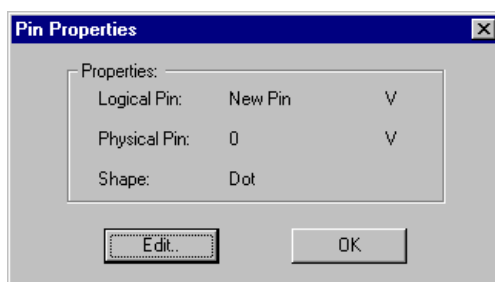 Pin Properties
Properties:
Logical Pin: New Pin V
Physical Pin: 0 V
Shape: Dot
Edit.. OK